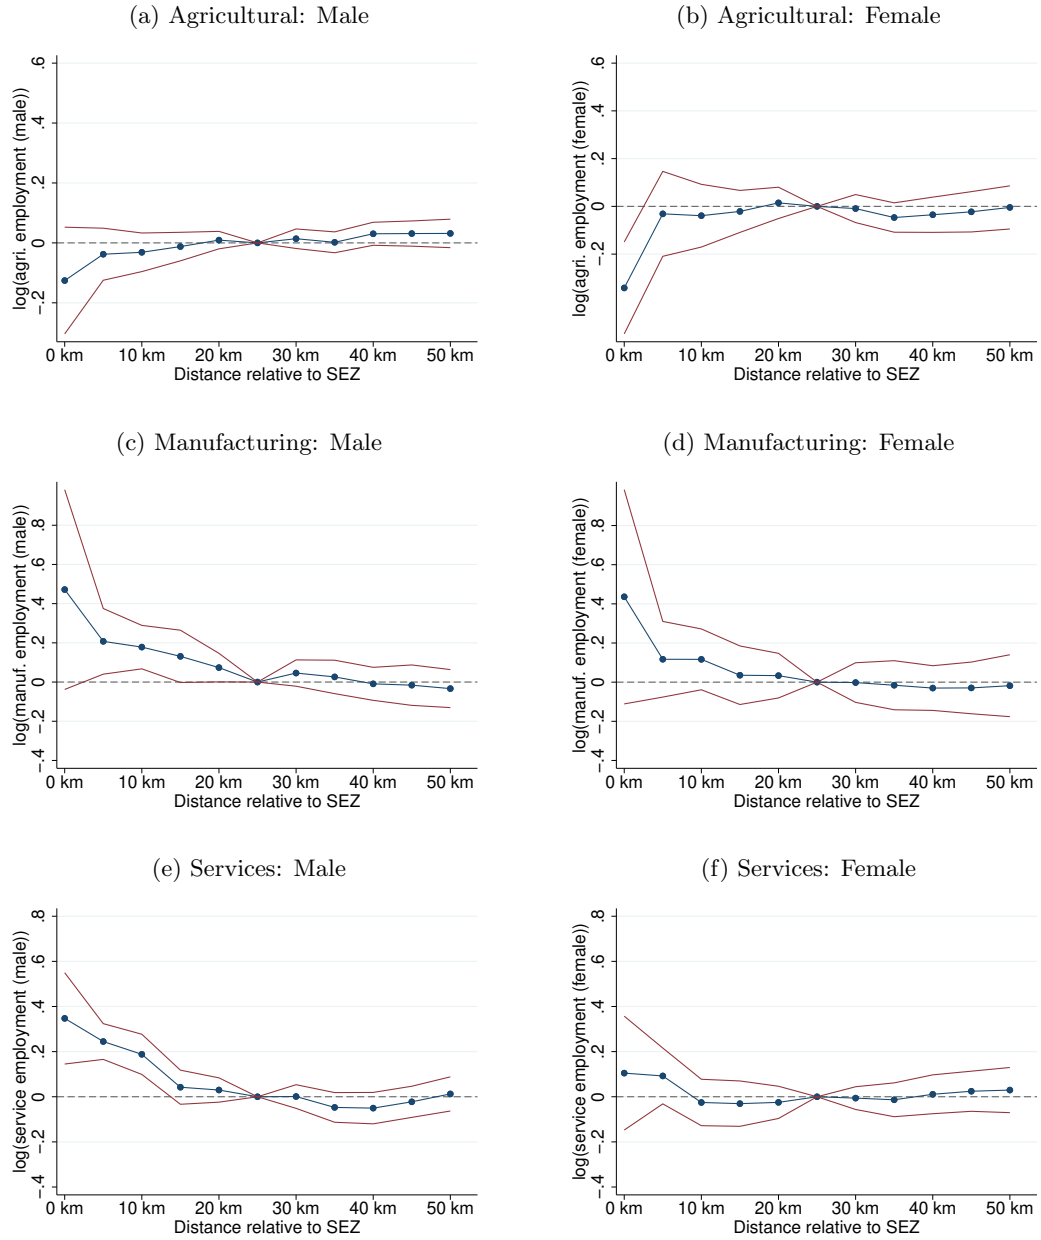 (a) Agricultural: Male
(b) Agricultural: Female
log(agri. employment (male))
-.2 0 .2 .4 .6
0 km 10 km 20 km 30 km 40 km 50 km
Distance relative to SEZ
log(agri. employment (female))
-.2 0 .2 .4 .6
0 km 10 km 20 km 30 km 40 km 50 km
Distance relative to SEZ
(c) Manufacturing: Male
(d) Manufacturing: Female
log(manuf. employment (male))
-.4 -.2 0 .2 .4 .6 .8
0 km 10 km 20 km 30 km 40 km 50 km
Distance relative to SEZ
log(manuf. employment (female))
-.4 -.2 0 .2 .4 .6 .8
0 km 10 km 20 km 30 km 40 km 50 km
Distance relative to SEZ
(e) Services: Male
(f) Services: Female
log(service employment (male))
-.4 -.2 0 .2 .4 .6 .8
0 km 10 km 20 km 30 km 40 km 50 km
Distance relative to SEZ
log(service employment (female))
-.4 -.2 0 .2 .4 .6 .8
0 km 10 km 20 km 30 km 40 km 50 km
Distance relative to SEZ